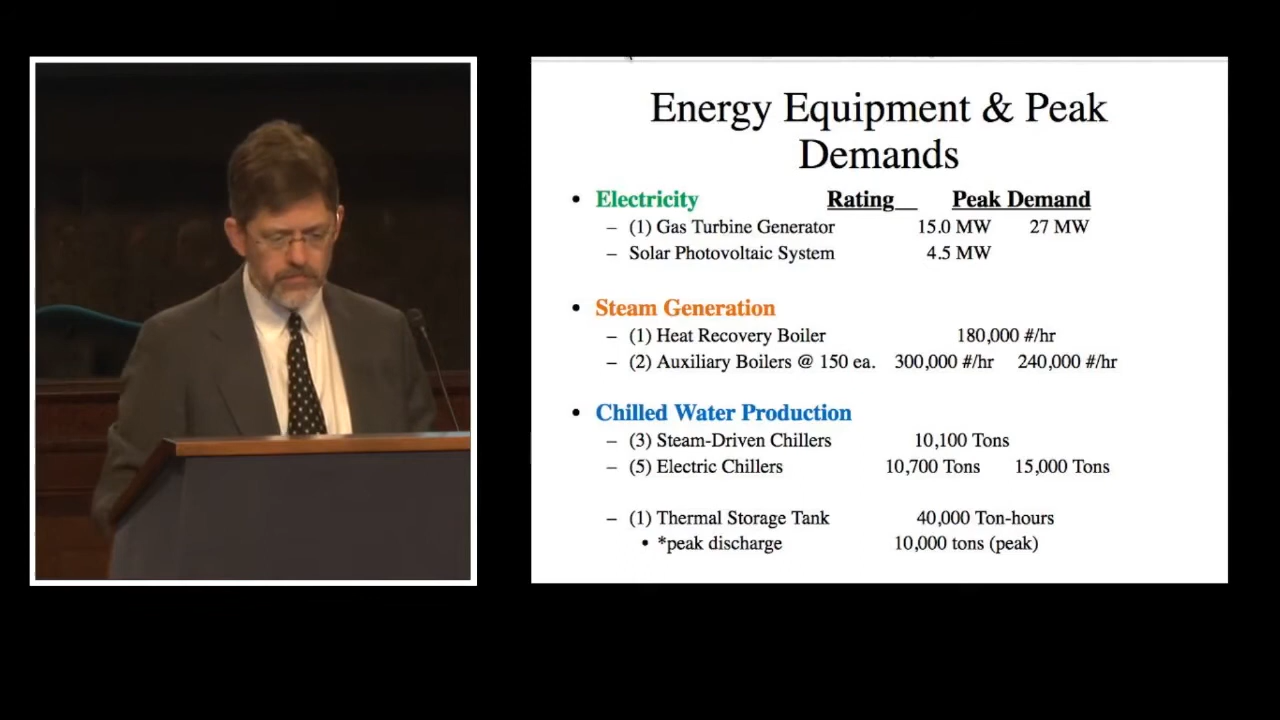 Energy Equipment & Peak
Demands
• Electricity Rating Peak Demand
– (1) Gas Turbine Generator 15.0 MW 27 MW
– Solar Photovoltaic System 4.5 MW
• Steam Generation
– (1) Heat Recovery Boiler 180,000 #/hr
– (2) Auxiliary Boilers @ 150 ea. 300,000 #/hr 240,000 #/hr
• Chilled Water Production
– (3) Steam-Driven Chillers 10,100 Tons
– (5) Electric Chillers 10,700 Tons 15,000 Tons
– (1) Thermal Storage Tank 40,000 Ton-hours
• *peak discharge 10,000 tons (peak)